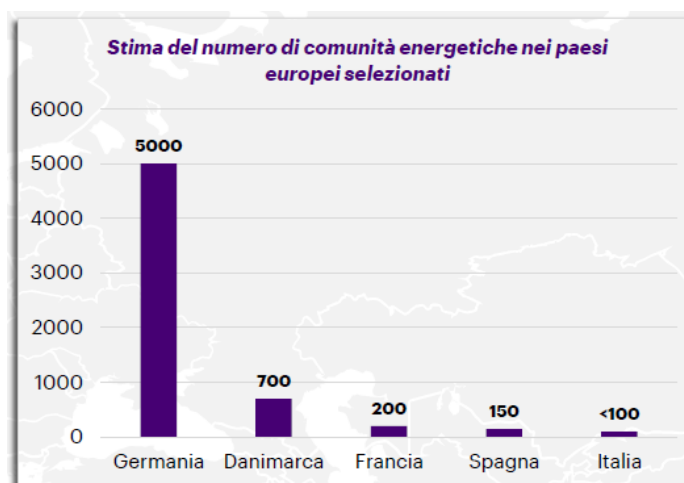 Stima del numero di comunità energetiche nei paesi
europei selezionati
6000
5000
5000
4000
3000
2000
1000
700
200
150
<100
0
Germania
Danimarca
Francia
Spagna
Italia